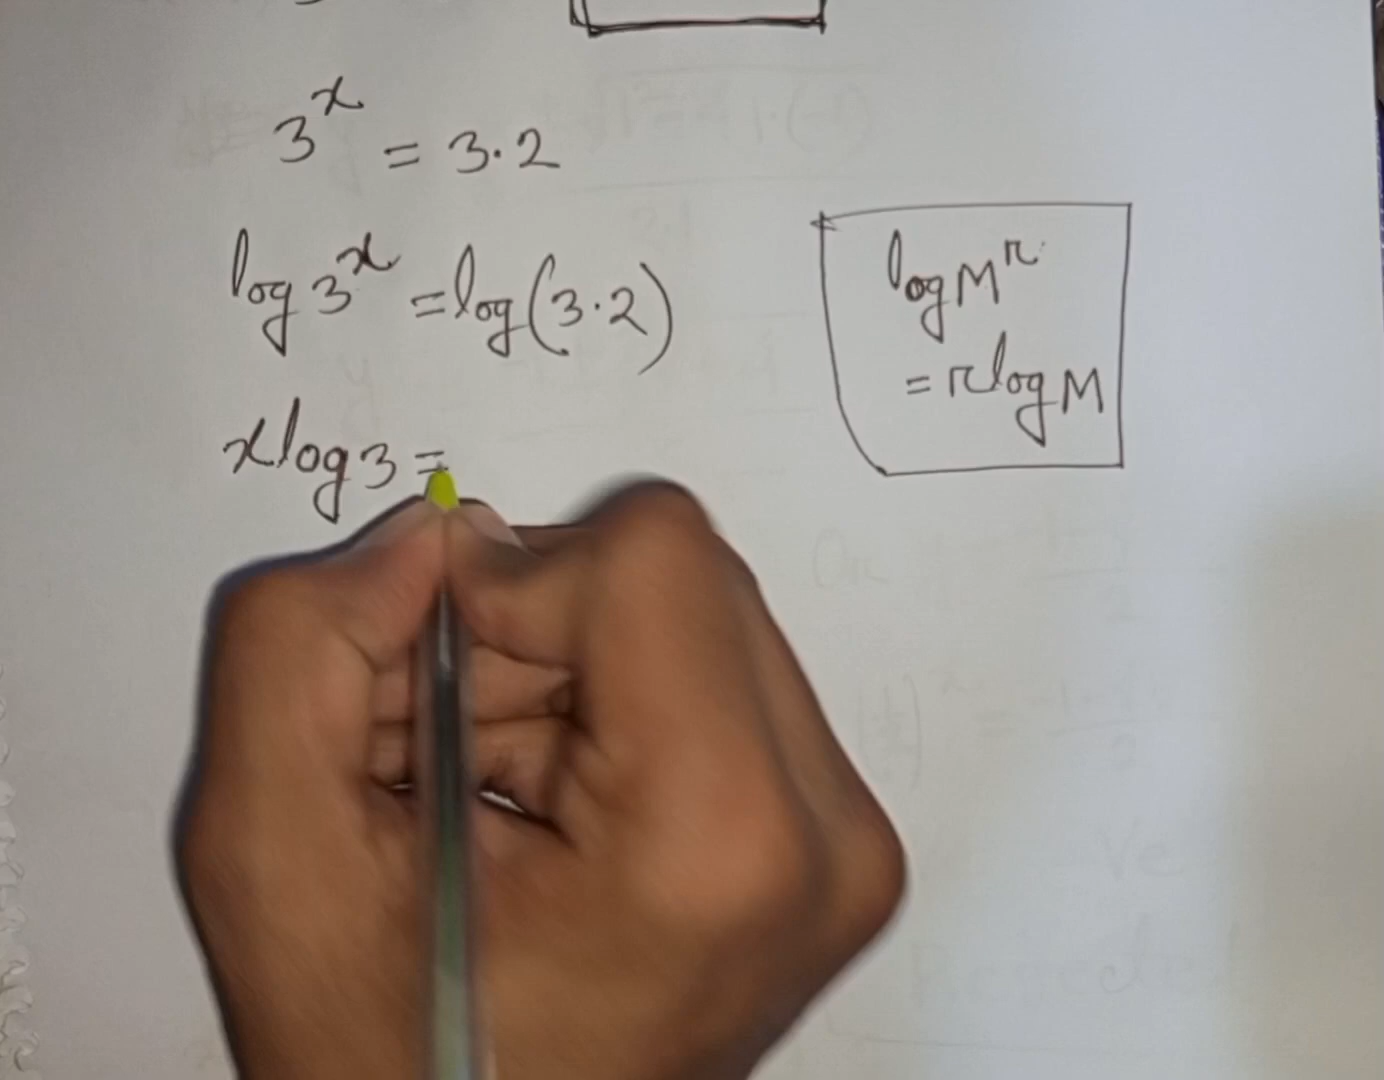 3^x = 3.2
log 3^x = log(3.2)
x log 3 =
log M^r
= r log M